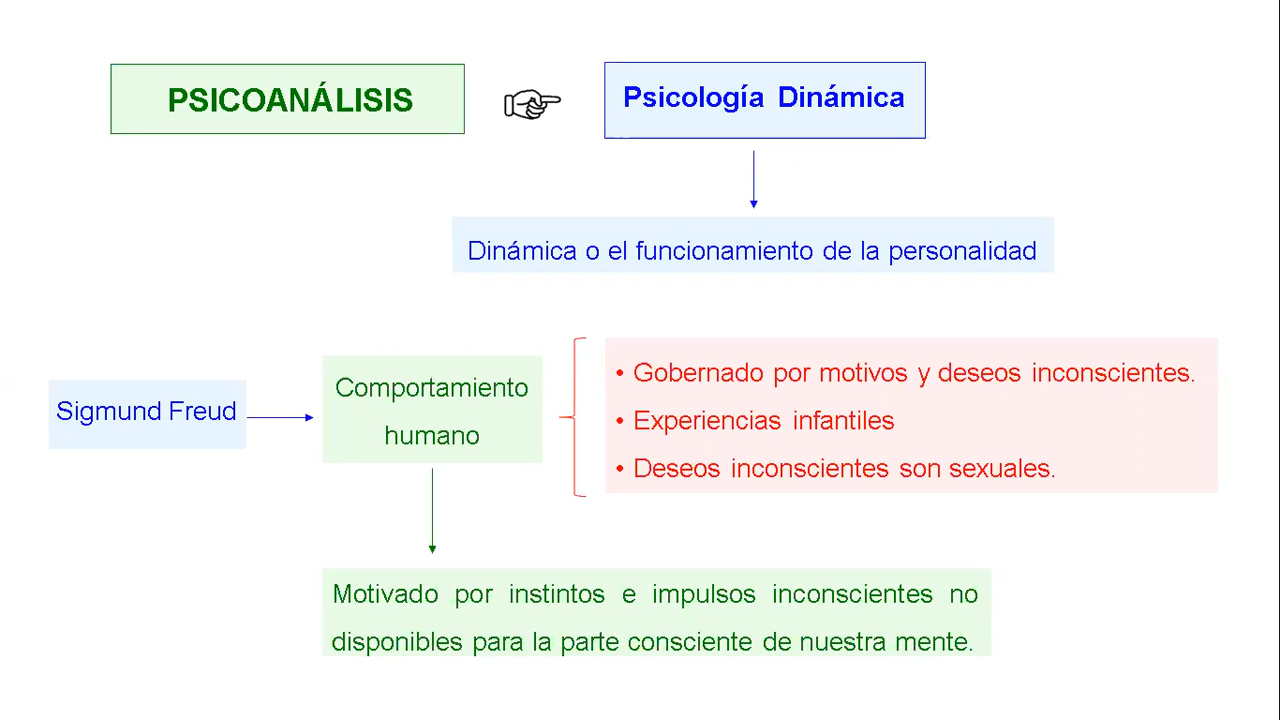 PSICOANÁLISIS
Psicología Dinámica
Dinámica o el funcionamiento de la personalidad
Sigmund Freud
Comportamiento
humano
• Gobernado por motivos y deseos inconscientes.
• Experiencias infantiles
• Deseos inconscientes son sexuales.
Motivado por instintos e impulsos inconscientes no
disponibles para la parte consciente de nuestra mente.